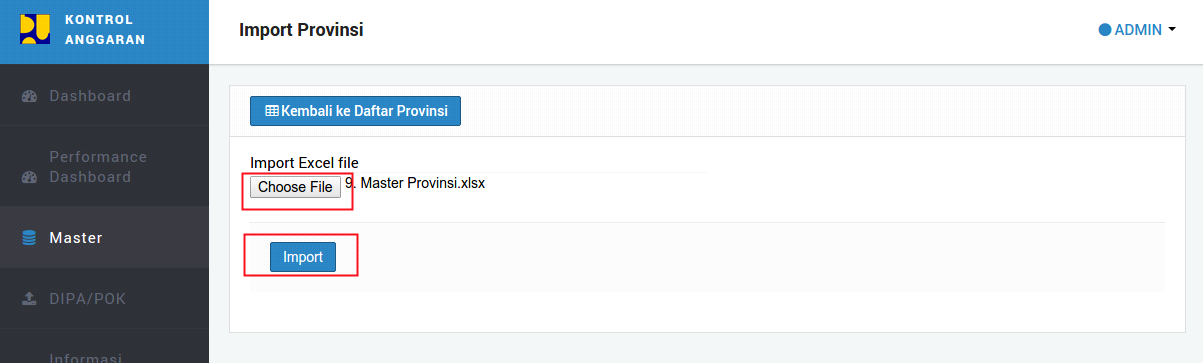 KONTROL
ANGGARAN
Import Provinsi
ADMIN
Dashboard
Performance
Dashboard
Master
DIPA/POK
Informasi
Kembali ke Daftar Provinsi
Import Excel file
Choose File 9. Master Provinsi.xlsx
Import